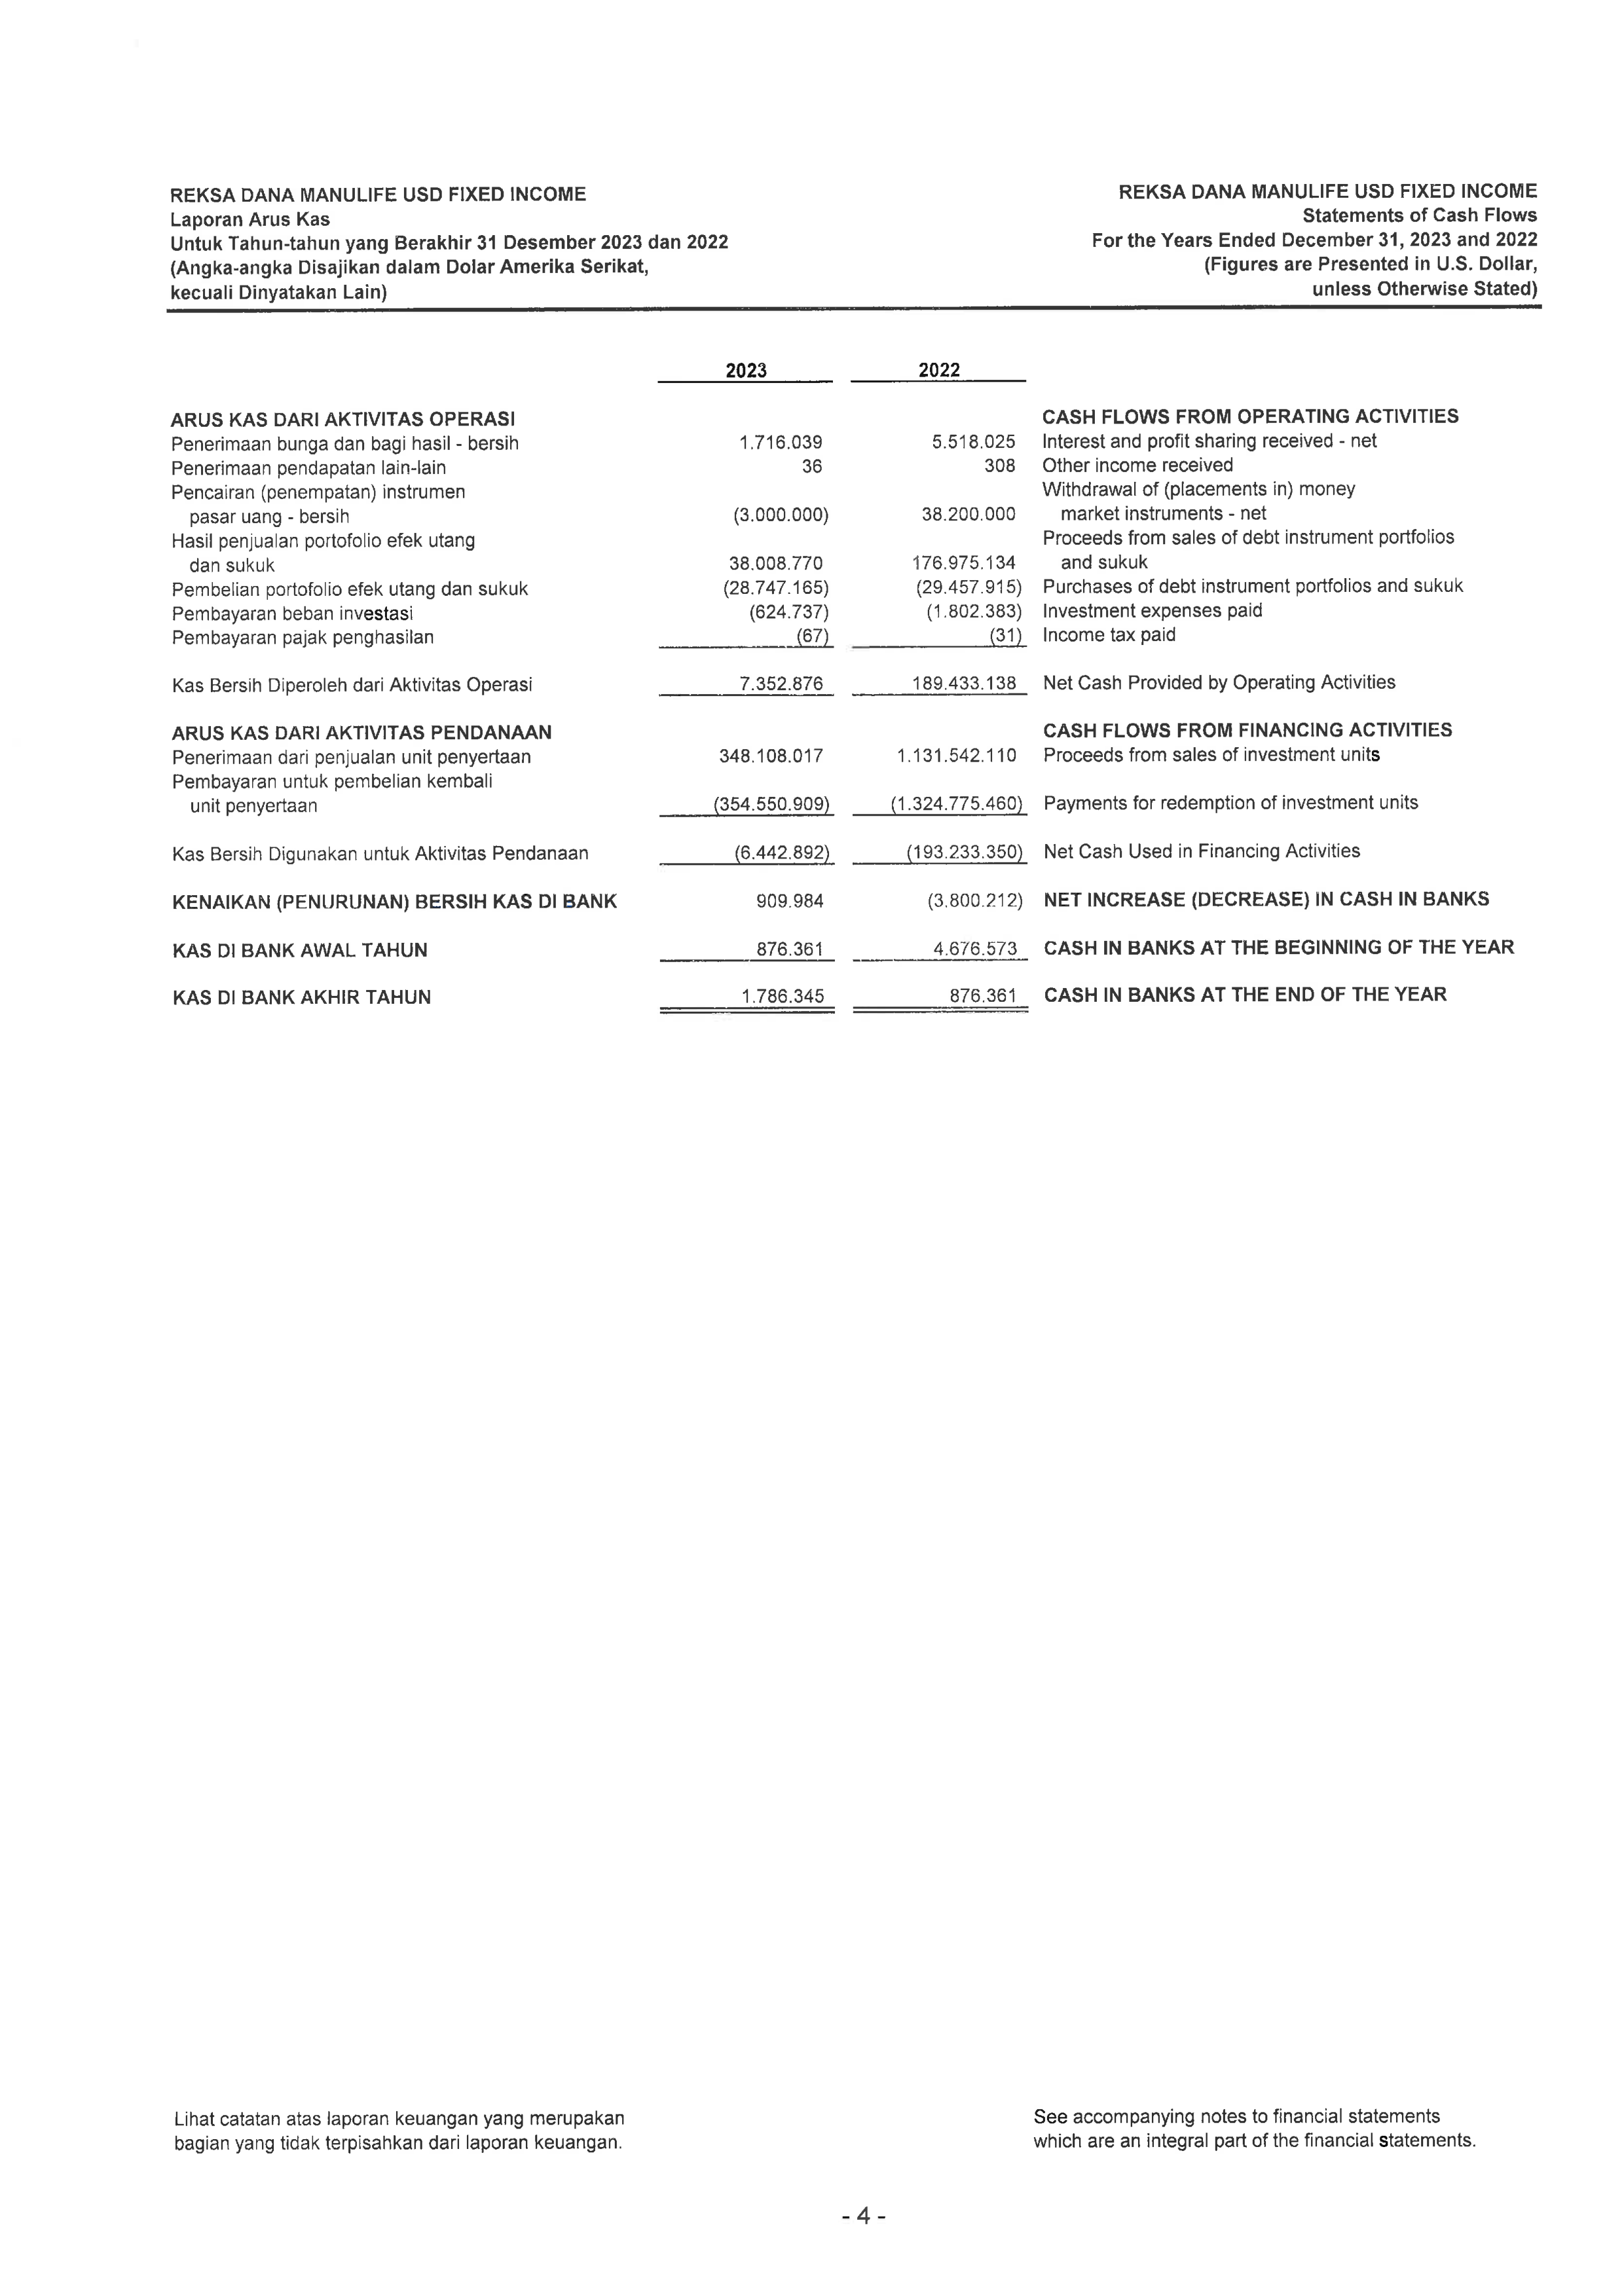 REKSA DANA MANULIFE USD FIXED INCOME
Laporan Arus Kas
Untuk Tahun-tahun yang Berakhir 31 Desember 2023 dan 2022
(Angka-angka Disajikan dalam Dolar Amerika Serikat,
kecuali Dinyatakan Lain)
REKSA DANA MANULIFE USD FIXED INCOME
Statements of Cash Flows
For the Years Ended December 31, 2023 and 2022
(Figures are Presented in U.S. Dollar,
unless Otherwise Stated)
2023 2022
ARUS KAS DARI AKTIVITAS OPERASI CASH FLOWS FROM OPERATING ACTIVITIES
Penerimaan bunga dan bagi hasil - bersih 1.716.039 5.518.025 Interest and profit sharing received - net
Penerimaan pendapatan lain-lain 36 308 Other income received
Pencairan (penempatan) instrumen Withdrawal of (placements in) money
pasar uang - bersih (3.000.000) 38.200.000 market instruments - net
Hasil penjualan portofolio efek utang Proceeds from sales of debt instrument portfolios
dan sukuk 38.008.770 176.975.134 and sukuk
Pembelian portofolio efek utang dan sukuk (28.747.165) (29.457.915) Purchases of debt instrument portfolios and sukuk
Pembayaran beban investasi (624.737) (1.802.383) Investment expenses paid
Pembayaran pajak penghasilan (67) (31) Income tax paid
Kas Bersih Diperoleh dari Aktivitas Operasi 7.352.876 189.433.138 Net Cash Provided by Operating Activities
ARUS KAS DARI AKTIVITAS PENDANAAN CASH FLOWS FROM FINANCING ACTIVITIES
Penerimaan dari penjualan unit penyertaan 348.108.017 1.131.542.110 Proceeds from sales of investment units
Pembayaran untuk pembelian kembali
unit penyertaan (354.550.909) (1.324.775.460) Payments for redemption of investment units
Kas Bersih Digunakan untuk Aktivitas Pendanaan (6.442.892) (193.233.350) Net Cash Used in Financing Activities
KENAIKAN (PENURUNAN) BERSIH KAS DI BANK 909.984 (3.800.212) NET INCREASE (DECREASE) IN CASH IN BANKS
KAS DI BANK AWAL TAHUN 876.361 4.676.573 CASH IN BANKS AT THE BEGINNING OF THE YEAR
KAS DI BANK AKHIR TAHUN 1.786.345 876.361 CASH IN BANKS AT THE END OF THE YEAR
Lihat catatan atas laporan keuangan yang merupakan
bagian yang tidak terpisahkan dari laporan keuangan.
See accompanying notes to financial statements
which are an integral part of the financial statements.
- 4 -